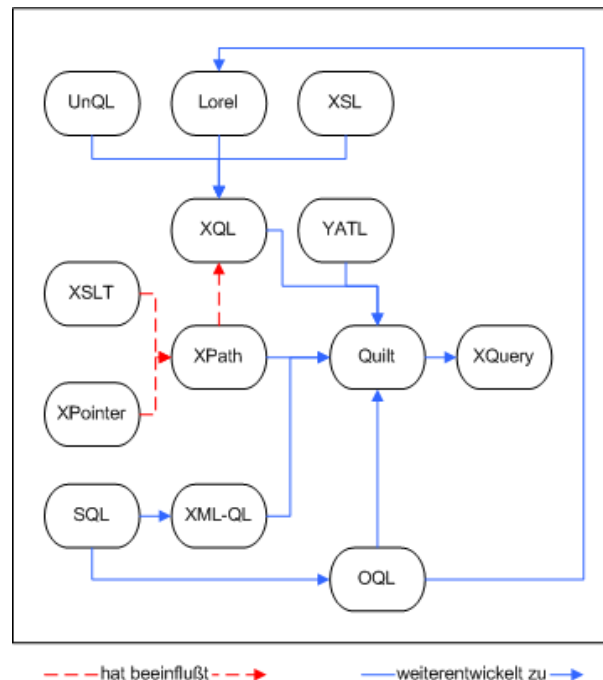 UnQL Lorel XSL
XQL YATL
XSLT
XPath Quilt XQuery
XPointer
SQL XML-QL
OQL
hat beeinflußt weiterentwickelt zu